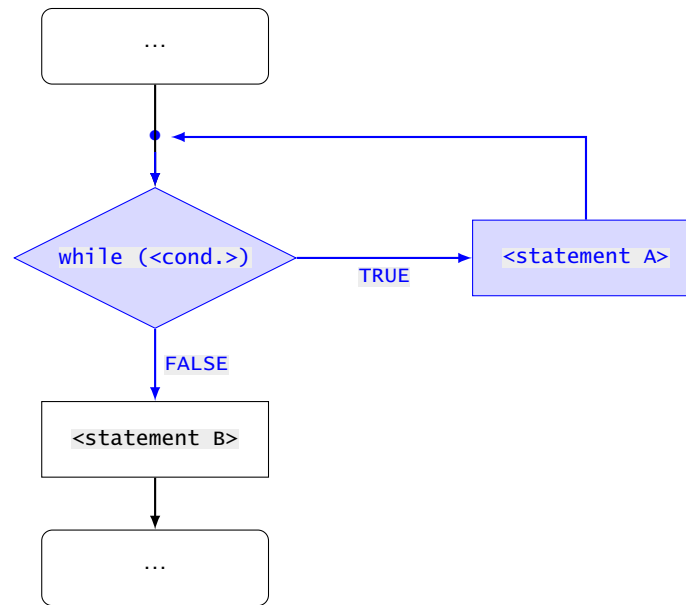 ...
while (<cond.>)
<statement A>
TRUE
FALSE
<statement B>
...